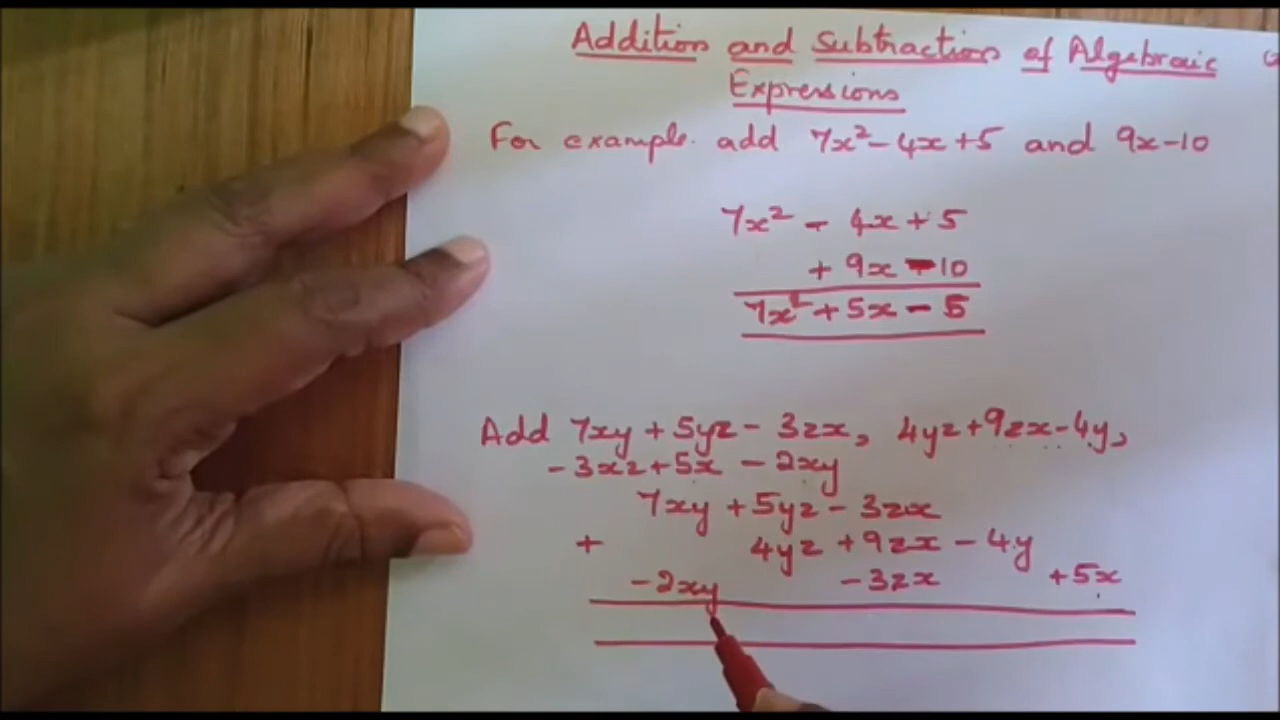 Addition and Subtraction of Algebraic
Expressions
For example. add 7x² - 4x + 5 and 9x - 10
7x² - 4x + 5
+ 9x - 10
7x² + 5x - 5
Add 7xy + 5yz - 3zx, 4yz + 9zx - 4y,
- 3xz + 5x - 2xy
7xy + 5yz - 3zx
+ 4yz + 9zx - 4y
- 2xy - 3zx + 5x